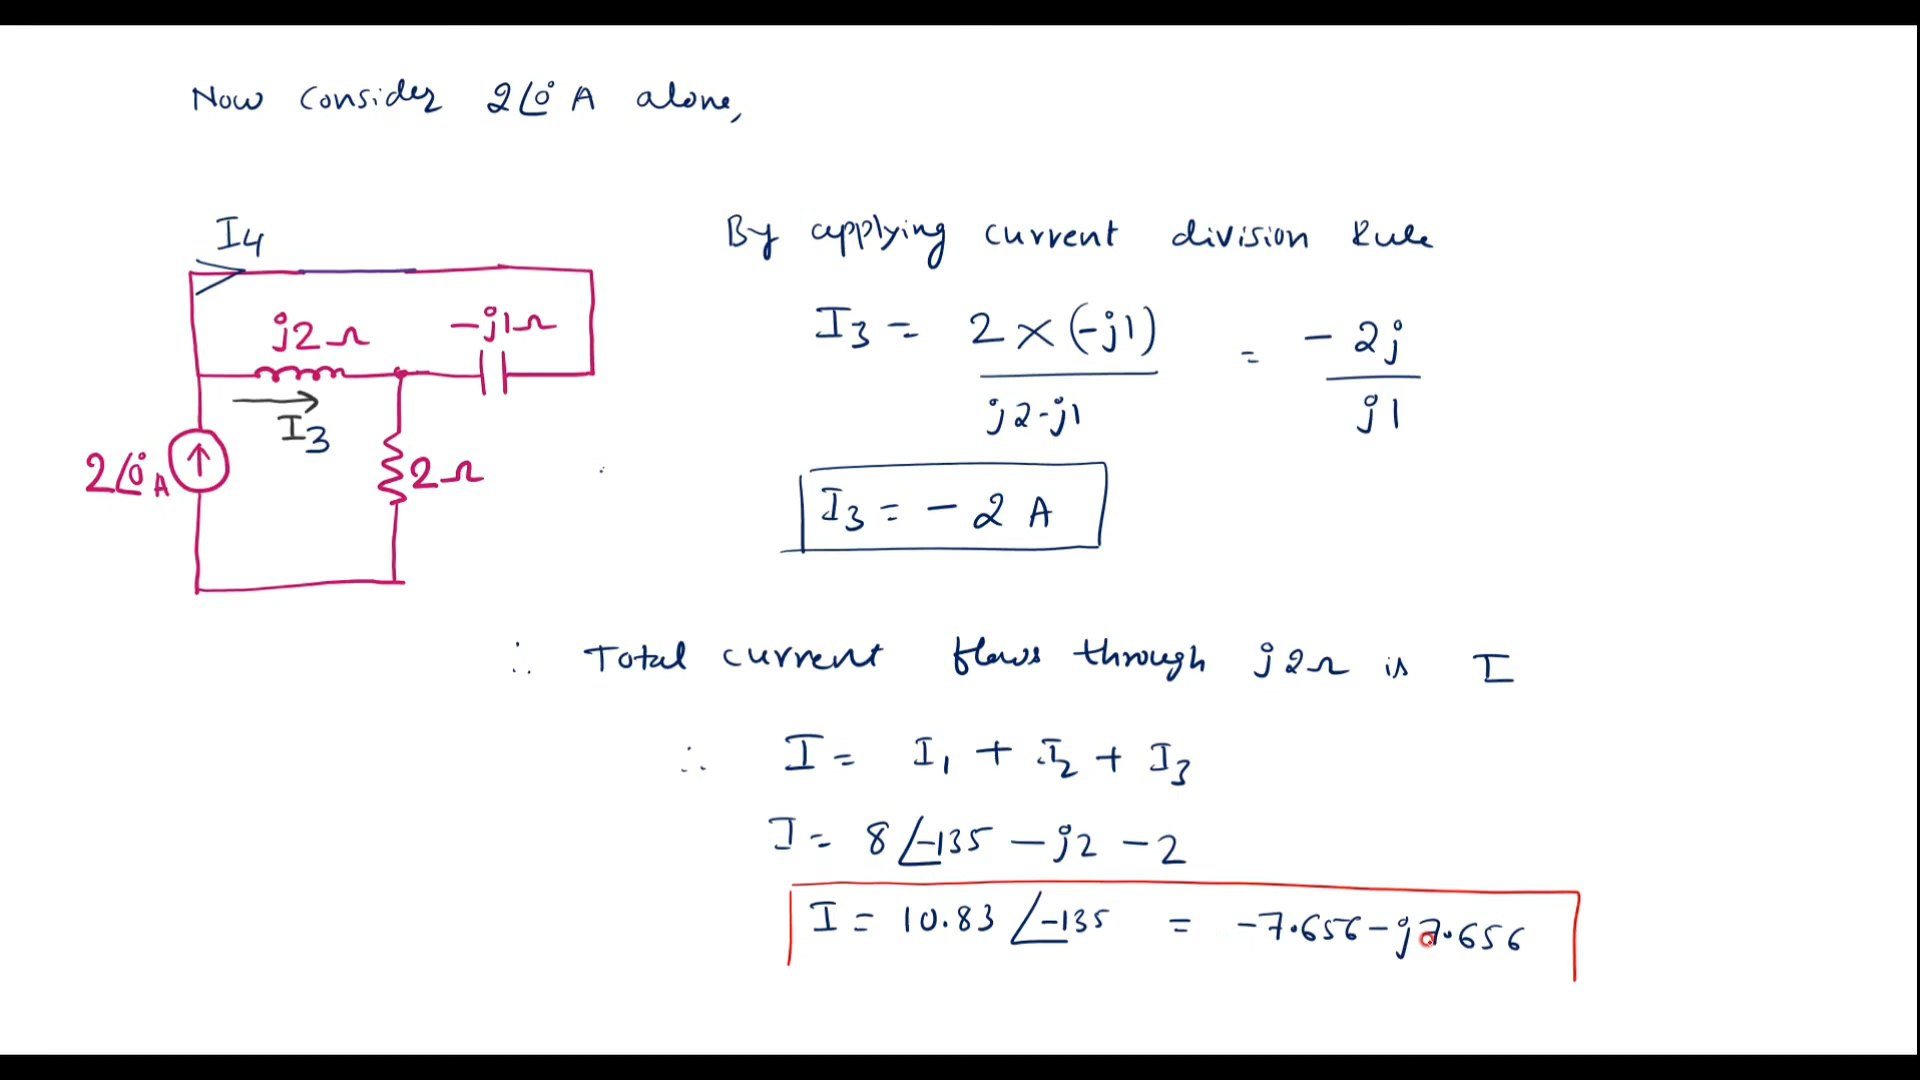 Now Consider 2∠0° A alone,
I4
j2Ω
-j1Ω
I3
2∠0° A
2Ω
By applying current division Rule
I3 = 2 × (-j1) / j2-j1 = -2j / j1
I3 = -2 A
∴ Total current flows through j2Ω is I
∴ I = I1 + I2 + I3
I = 8∠-135 - j2 - 2
I = 10.83∠-135 = -7.656 - j7.656